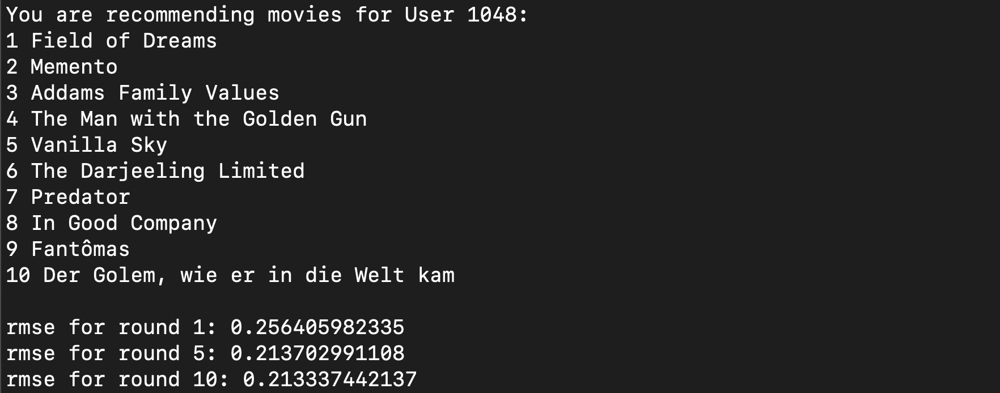 You are recommending movies for User 1048:
1 Field of Dreams
2 Memento
3 Addams Family Values
4 The Man with the Golden Gun
5 Vanilla Sky
6 The Darjeeling Limited
7 Predator
8 In Good Company
9 Fantômas
10 Der Golem, wie er in die Welt kam
rmse for round 1: 0.256405982335
rmse for round 5: 0.213702991108
rmse for round 10: 0.213337442137